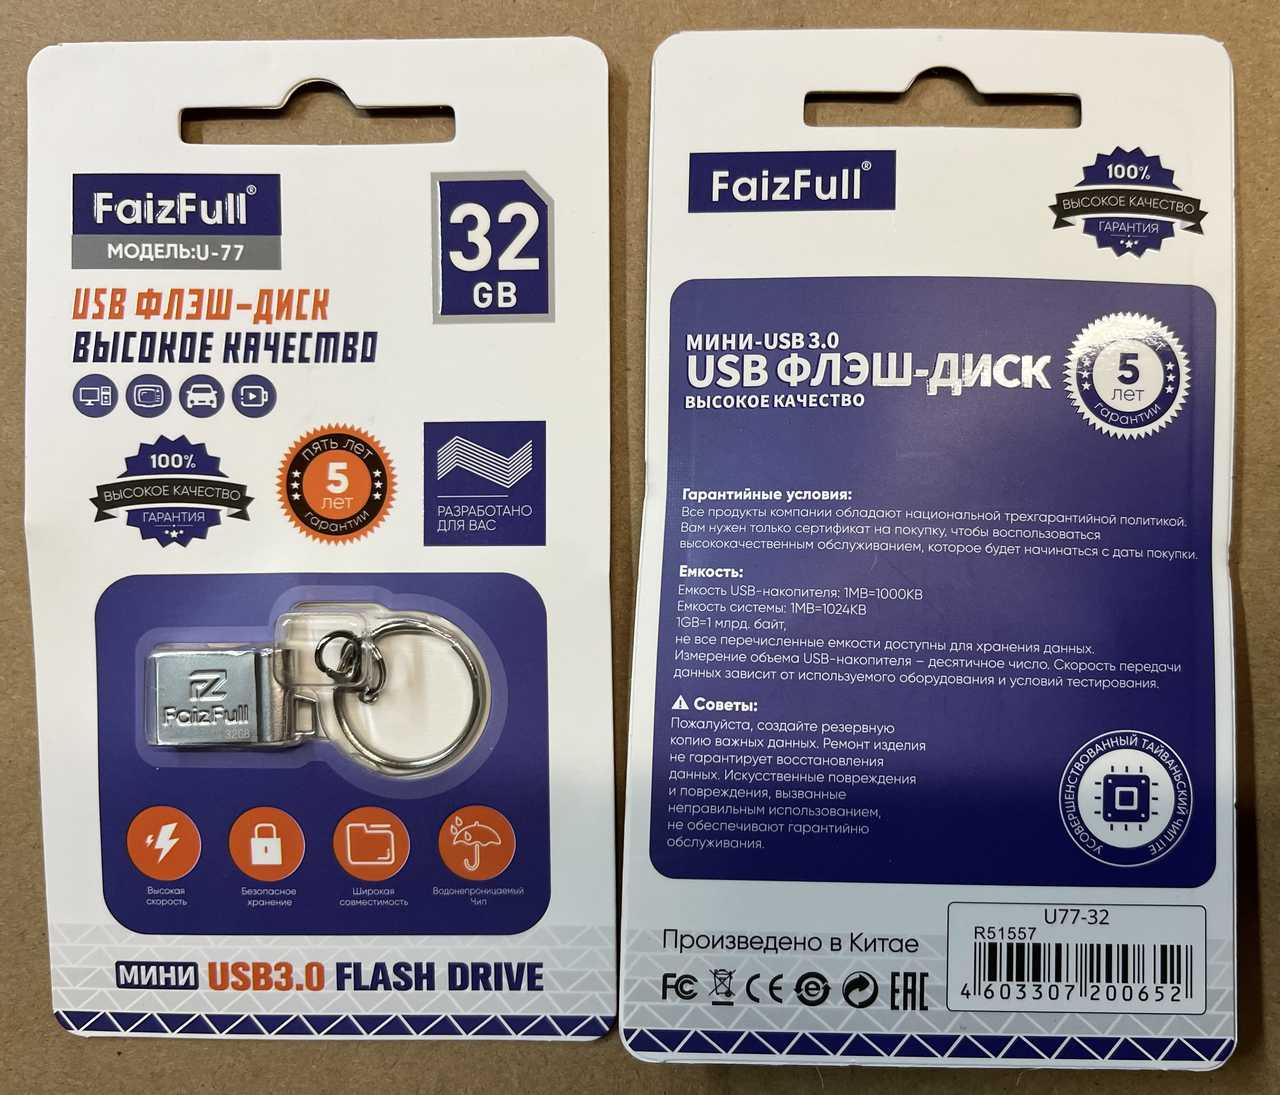 FaizFull®
МОДЕЛЬ:U-77
32
GB
USB ФЛЭШ-ДИСК
ВЫСОКОЕ КАЧЕСТВО
100%
ВЫСОКОЕ КАЧЕСТВО
ГАРАНТИЯ
ПЯТЬ ЛЕТ
5
лет
гарантии
РАЗРАБОТАНО
ДЛЯ ВАС
FaizFull
32GB
Высокая
скорость
Безопасное
хранение
Широкая
совместимость
Водонепроницаемый
Чип
МИНИ USB3.0 FLASH DRIVE
FaizFull®
100%
ВЫСОКОЕ КАЧЕСТВО
ГАРАНТИЯ
МИНИ-USB 3.0
USB ФЛЭШ-ДИСК
ВЫСОКОЕ КАЧЕСТВО
5
лет
гарантии
Гарантийные условия:
Все продукты компании обладают национальной трехгарантийной политикой.
Вам нужен только сертификат на покупку, чтобы воспользоваться
высококачественным обслуживанием, которое будет начинаться с даты покупки.
Емкость:
Емкость USB-накопителя: 1MB=1000KB
Емкость системы: 1MB=1024KB
1GB=1 млрд. байт,
не все перечисленные емкости доступны для хранения данных.
Измерение объема USB-накопителя – десятичное число. Скорость передачи
данных зависит от используемого оборудования и условий тестирования.
Советы:
Пожалуйста, создайте резервную
копию важных данных. Ремонт изделия
не гарантирует восстановления
данных. Искусственные повреждения
и повреждения, вызванные
неправильным использованием,
не обеспечивают гарантийню
обслуживания.
УСОВЕРШЕНСТВОВАННЫЙ ТАЙВАНЬСКИЙ ЧИП ITE
Произведено в Китае
FC CE EAC
U77-32
R51557
4 603307 200652